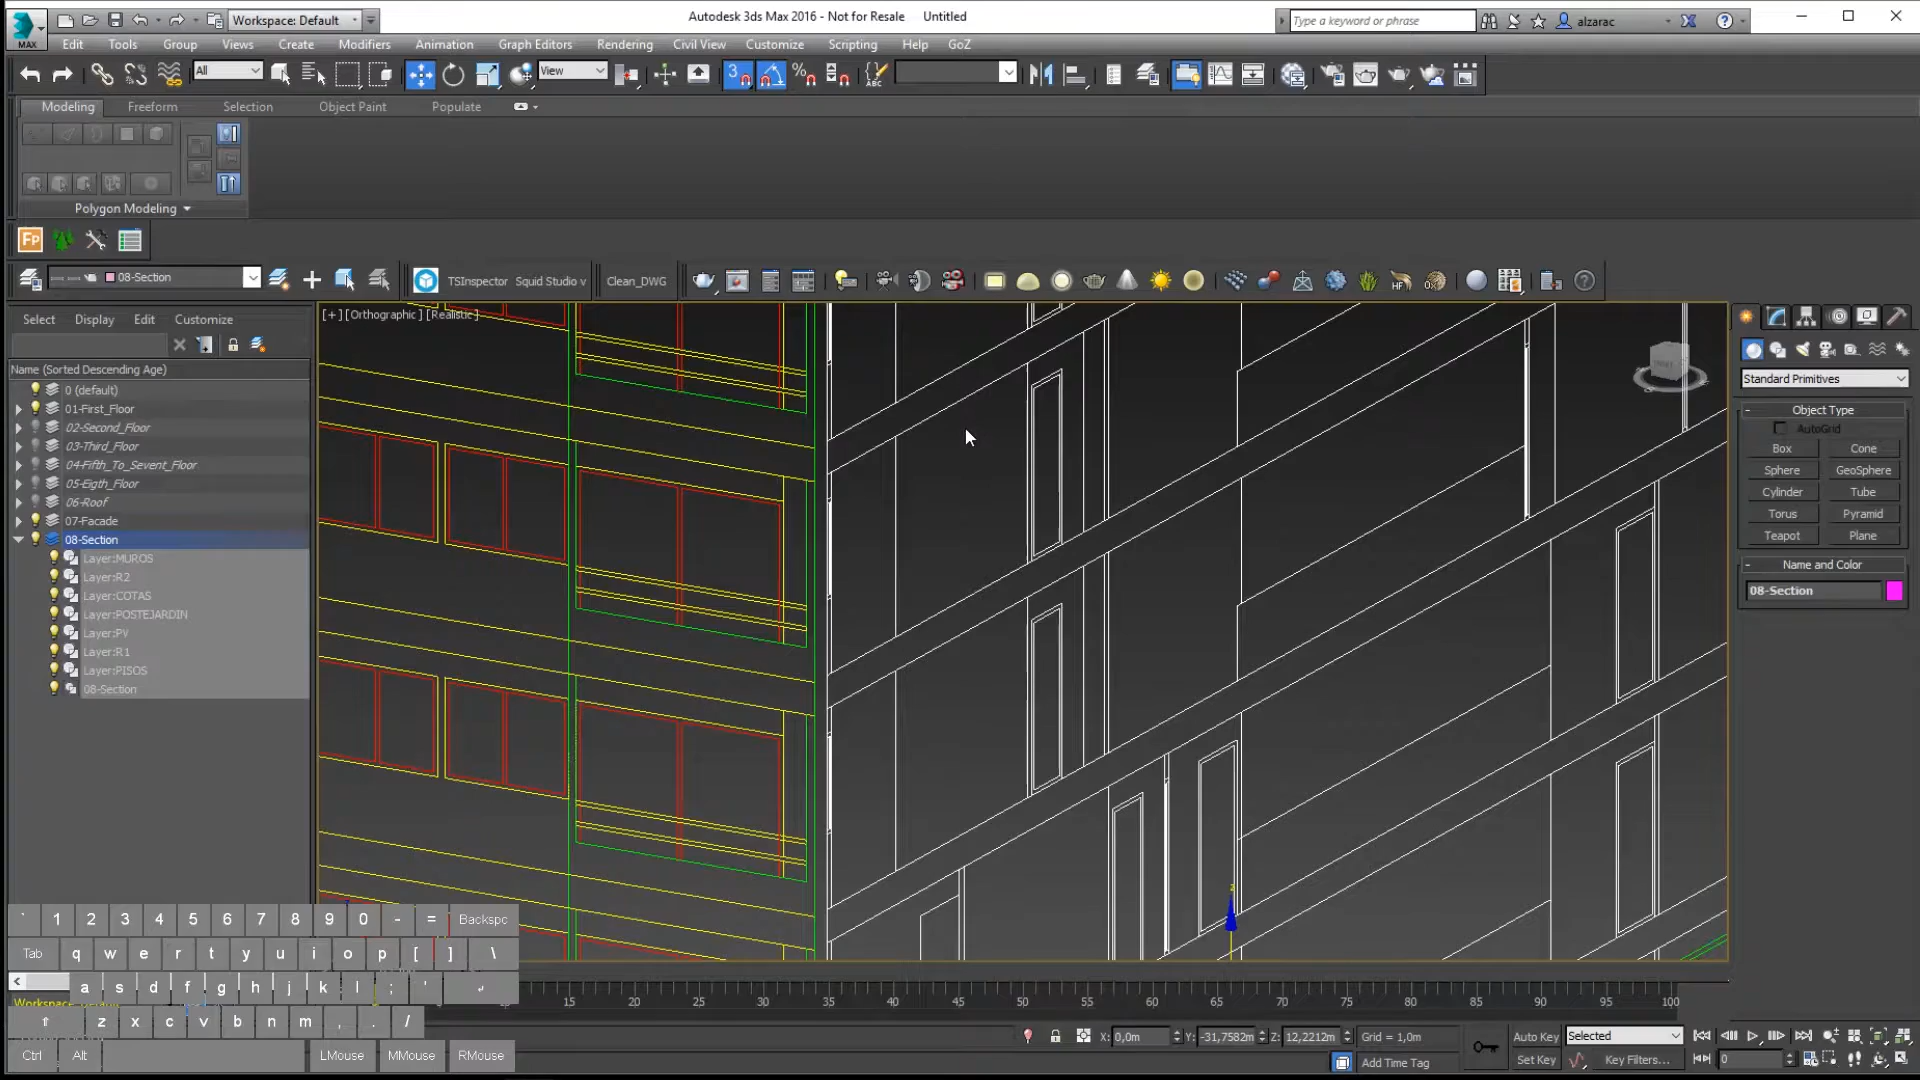 Workspace: Default
Autodesk 3ds Max 2016 - Not for Resale   Untitled
Type a keyword or phrase
alzarac
MAX
Edit Tools Group Views Create Modifiers Animation Graph Editors Rendering Civil View Customize Scripting Help GoZ
All
View
3
ABC
Modeling Freeform Selection Object Paint Populate
Polygon Modeling
Fp
08-Section
TSInspector Squid Studio v Clean_DWG
HF
Select Display Edit Customize
[+] [Orthographic] [Realistic]
Name (Sorted Descending Age)
0 (default)
01-First_Floor
02-Second_Floor
03-Third_Floor
04-Fifth_To_Sevent_Floor
05-Eigth_Floor
06-Roof
07-Facade
08-Section
Layer:MUROS
Layer:R2
Layer:COTAS
Layer:POSTEJARDIN
Layer:PV
Layer:R1
Layer:PISOS
08-Section
Standard Primitives
Object Type
AutoGrid
Box Cone
Sphere GeoSphere
Cylinder Tube
Torus Pyramid
Teapot Plane
Name and Color
08-Section
z
` 1 2 3 4 5 6 7 8 9 0 - = Backspc
Tab q w e r t y u i o p [ ] \
a s d f g h j k l ; '
z x c v b n m , . /
Ctrl Alt LMouse MMouse RMouse
15 20 25 30 35 40 45 50 55 60 65 70 75 80 85 90 95 100
X: 0,0m Y: -31,7582m Z: 12,2212m Grid = 1,0m
Auto Key Selected
Add Time Tag
Set Key Key Filters...
0